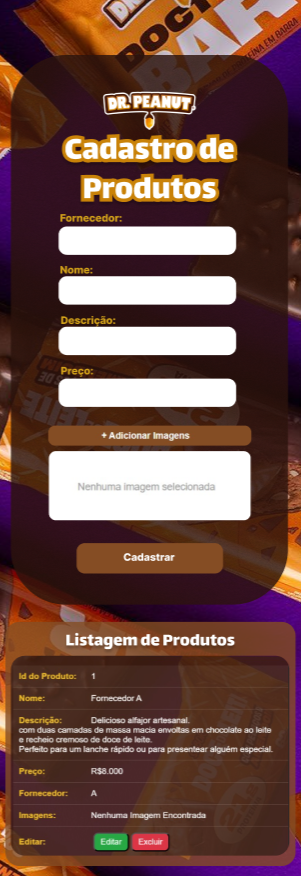 DOCT
BAR
DR. PEANUT
Cadastro de
Produtos
Fornecedor:
Nome:
Descrição:
Preço:
+ Adicionar Imagens
Nenhuma imagem selecionada
Cadastrar
Listagem de Produtos
Id do Produto: 1
Nome: Fornecedor A
Descrição: Delicioso alfajor artesanal.
com duas camadas de massa macia envoltas em chocolate ao leite
e recheio cremoso de doce de leite.
Perfeito para um lanche rápido ou para presentear alguém especial.
Preço: R$8.000
Fornecedor: A
Imagens: Nenhuma Imagem Encontrada
Editar: Editar Excluir